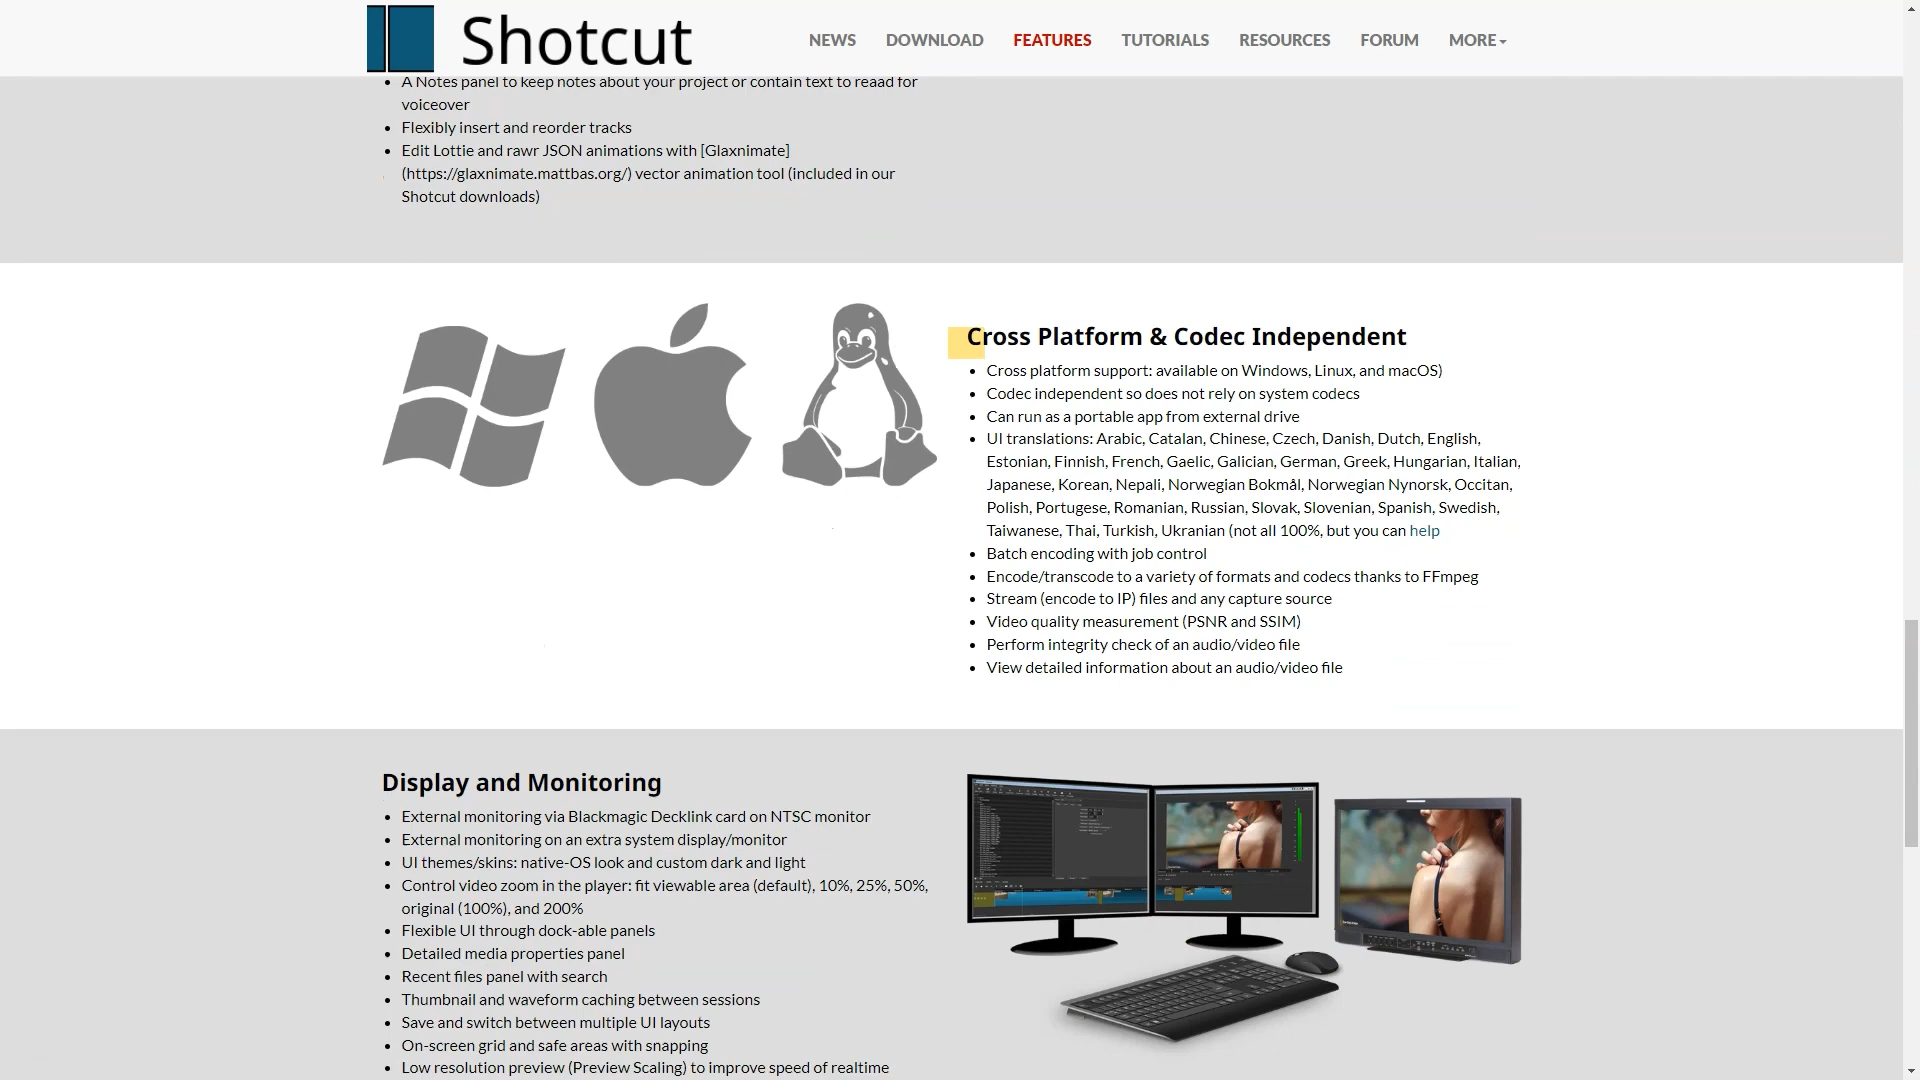 Shotcut
NEWS
DOWNLOAD
FEATURES
TUTORIALS
RESOURCES
FORUM
MORE
A Notes panel to keep notes about your project or contain text to reaad for
voiceover
Flexibly insert and reorder tracks
Edit Lottie and rawr JSON animations with [Glaxnimate]
(https://glaxnimate.mattbas.org/) vector animation tool (included in our
Shotcut downloads)
Cross Platform & Codec Independent
Cross platform support: available on Windows, Linux, and macOS)
Codec independent so does not rely on system codecs
Can run as a portable app from external drive
UI translations: Arabic, Catalan, Chinese, Czech, Danish, Dutch, English,
Estonian, Finnish, French, Gaelic, Galician, German, Greek, Hungarian, Italian,
Japanese, Korean, Nepali, Norwegian Bokmål, Norwegian Nynorsk, Occitan,
Polish, Portugese, Romanian, Russian, Slovak, Slovenian, Spanish, Swedish,
Taiwanese, Thai, Turkish, Ukranian (not all 100%, but you can help
Batch encoding with job control
Encode/transcode to a variety of formats and codecs thanks to FFmpeg
Stream (encode to IP) files and any capture source
Video quality measurement (PSNR and SSIM)
Perform integrity check of an audio/video file
View detailed information about an audio/video file
Display and Monitoring
External monitoring via Blackmagic Decklink card on NTSC monitor
External monitoring on an extra system display/monitor
UI themes/skins: native-OS look and custom dark and light
Control video zoom in the player: fit viewable area (default), 10%, 25%, 50%,
original (100%), and 200%
Flexible UI through dock-able panels
Detailed media properties panel
Recent files panel with search
Thumbnail and waveform caching between sessions
Save and switch between multiple UI layouts
On-screen grid and safe areas with snapping
Low resolution preview (Preview Scaling) to improve speed of realtime